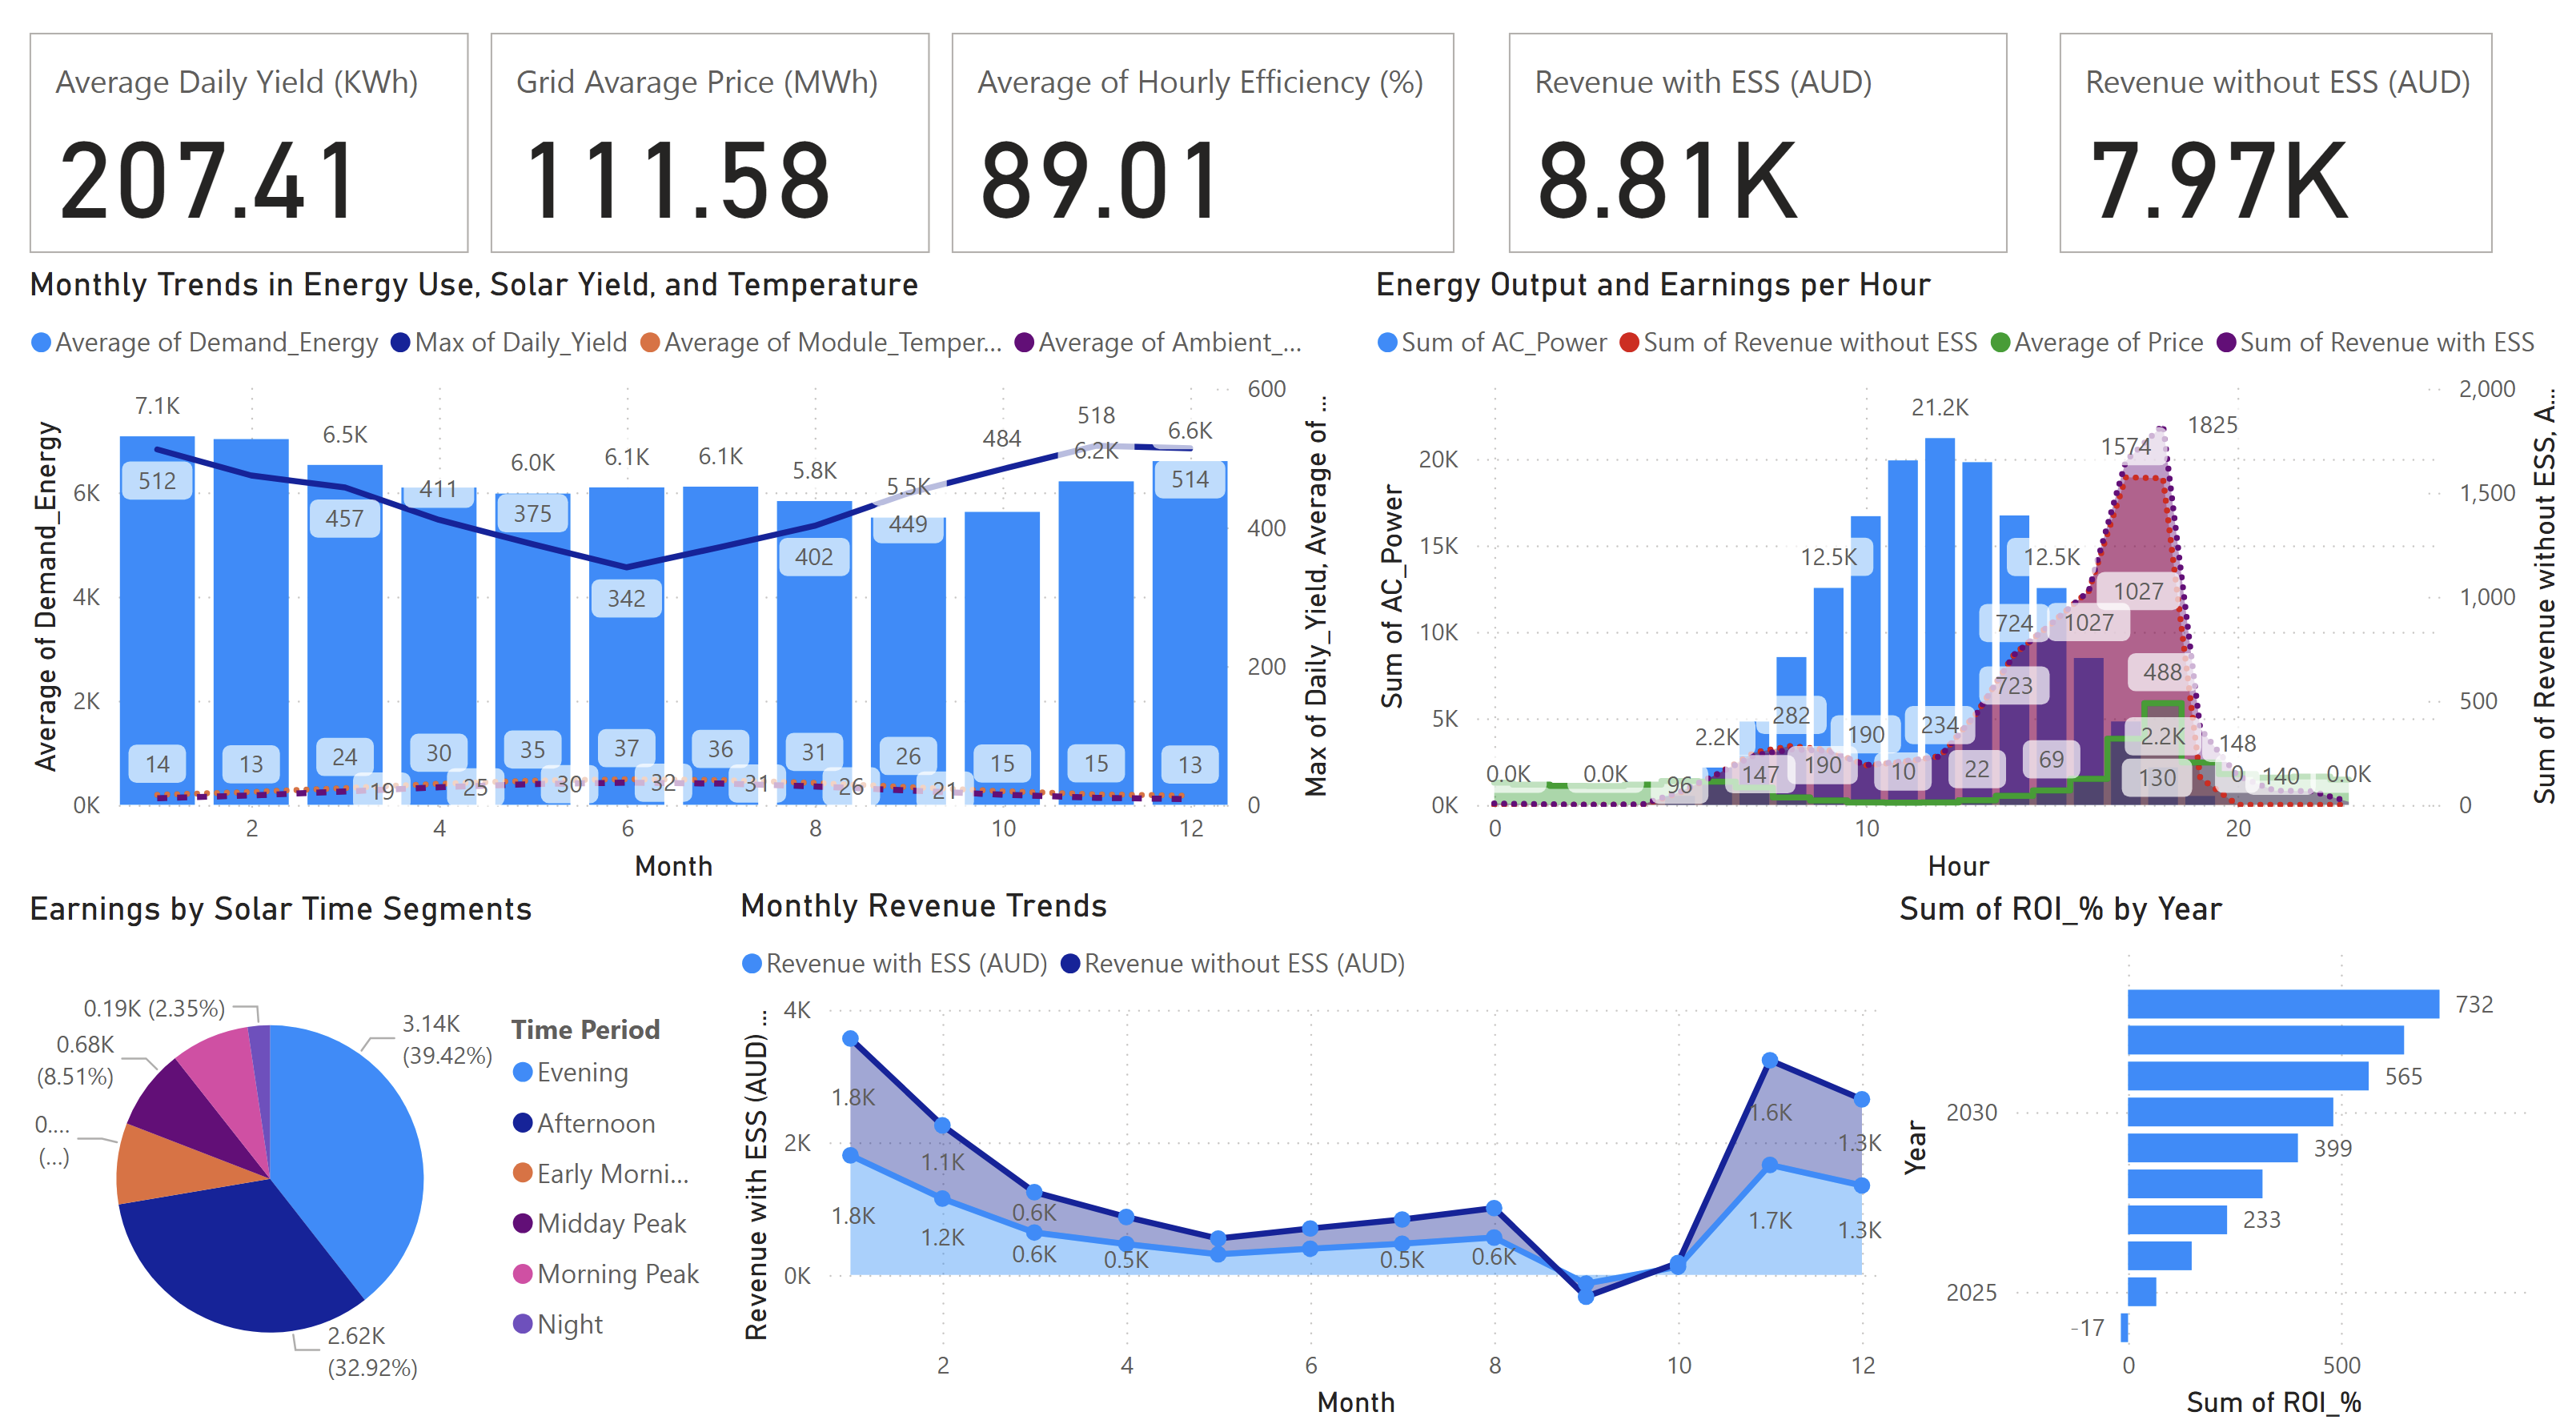 Average Daily Yield (KWh)
207.41
Grid Avarage Price (MWh)
111.58
Average of Hourly Efficiency (%)
89.01
Revenue with ESS (AUD)
8.81K
Revenue without ESS (AUD)
7.97K
Monthly Trends in Energy Use, Solar Yield, and Temperature
Average of Demand_Energy Max of Daily_Yield Average of Module_Temper... Average of Ambient_...
Average of Demand_Energy
6K
4K
2K
0K
7.1K 6.5K 6.0K 6.1K 6.1K 5.8K 5.5K 6.2K 6.6K
512 457 411 375 342 402 449 484 518 514
14 13 24 30 35 37 36 31 26 15 15 13
19 25 30 32 31 26 21
600
400
200
0
Max of Daily_Yield, Average of ...
2 4 6 8 10 12
Month
Energy Output and Earnings per Hour
Sum of AC_Power Sum of Revenue without ESS Average of Price Sum of Revenue with ESS
Sum of AC_Power
20K
15K
10K
5K
0K
21.2K
1574 1825
12.5K 12.5K
1027
724 1027
723 488
2.2K 282 190 234 2.2K 148
0.0K 0.0K 96 147 190 10 22 69 130 0 140 0.0K
2,000
1,500
1,000
500
0
Sum of Revenue without ESS, A...
0 10 20
Hour
Earnings by Solar Time Segments
0.19K (2.35%)
0.68K
(8.51%)
0....
(...)
3.14K
(39.42%)
2.62K
(32.92%)
Time Period
Evening
Afternoon
Early Morni...
Midday Peak
Morning Peak
Night
Monthly Revenue Trends
Revenue with ESS (AUD) Revenue without ESS (AUD)
Revenue with ESS (AUD) ...
4K
2K
0K
1.8K 1.1K 0.6K 1.6K 1.3K
1.8K 1.2K 0.6K 0.5K 0.5K 0.6K 1.7K 1.3K
2 4 6 8 10 12
Month
Sum of ROI_% by Year
Year
2030
2025
732
565
399
233
-17
0 500
Sum of ROI_%